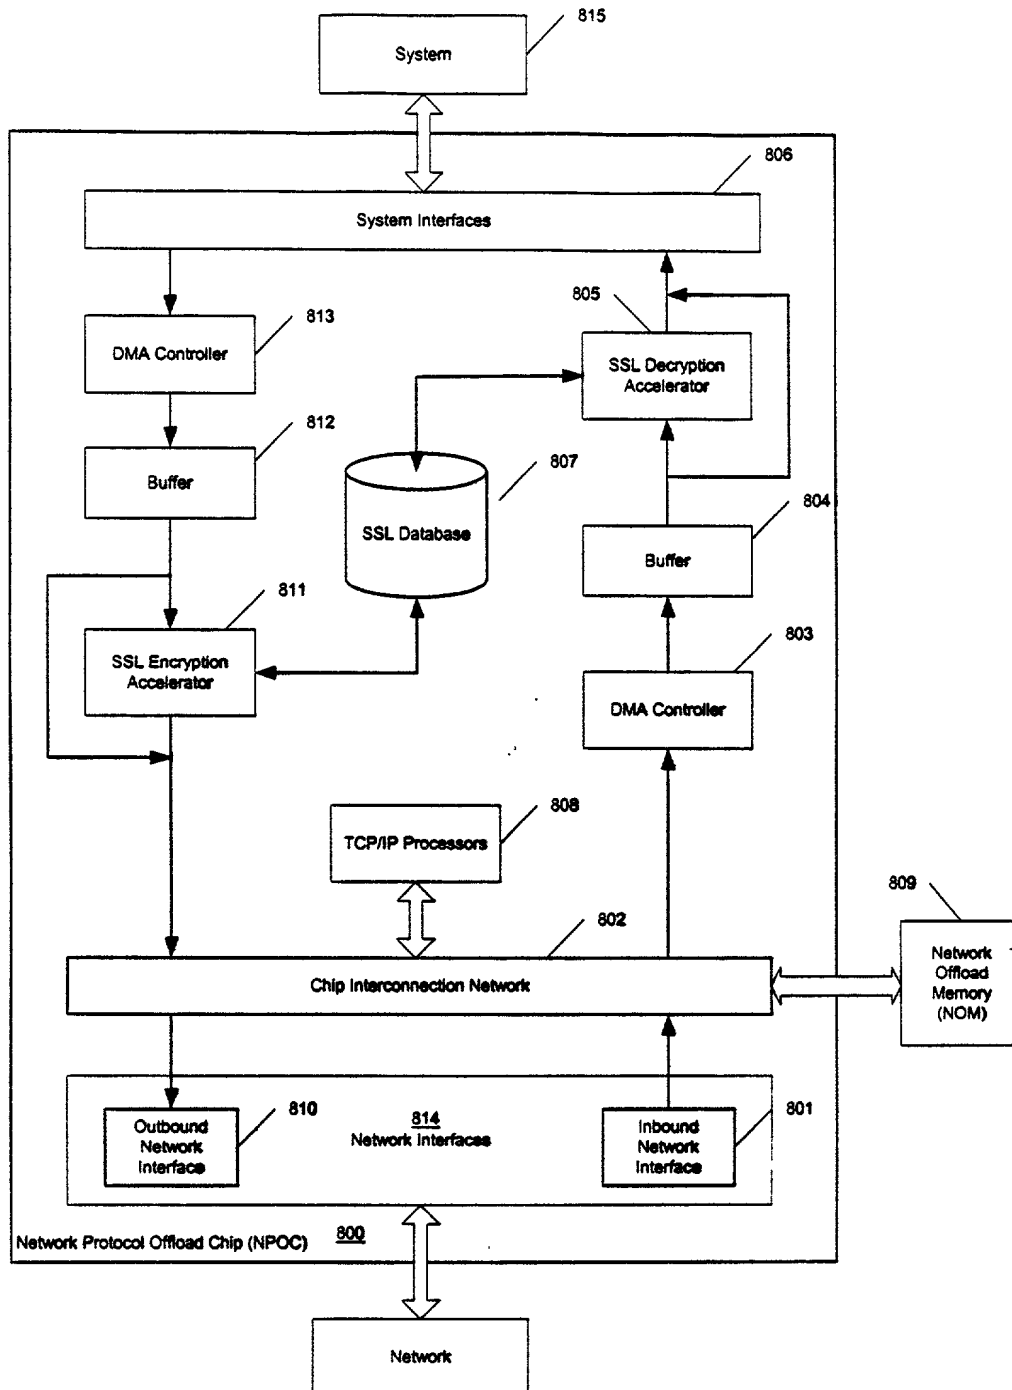 815
System
806
System Interfaces
805
813
DMA Controller
SSL Decryption
Accelerator
812
807
804
Buffer
SSL Database
Buffer
811
803
SSL Encryption
Accelerator
DMA Controller
808
TCP/IP Processors
809
802
Network
Offload
Memory
(NOM)
Chip Interconnection Network
810
814
801
Outbound
Network
Interface
Network Interfaces
Inbound
Network
Interface
Network Protocol Offload Chip (NPOC)
800
Network